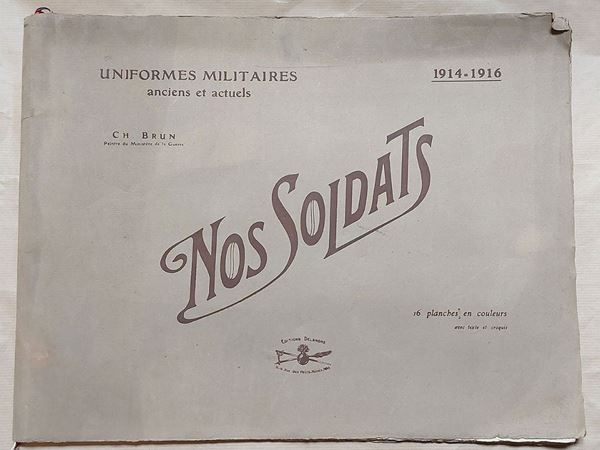 UNIFORMES MILITAIRES
anciens et actuels
1914-1916
CH BRUN
Peintre du Ministère de la Guerre
NOS SOLDATS
16 planches en couleurs
avec texte et croquis
EDITIONS DELANDRE